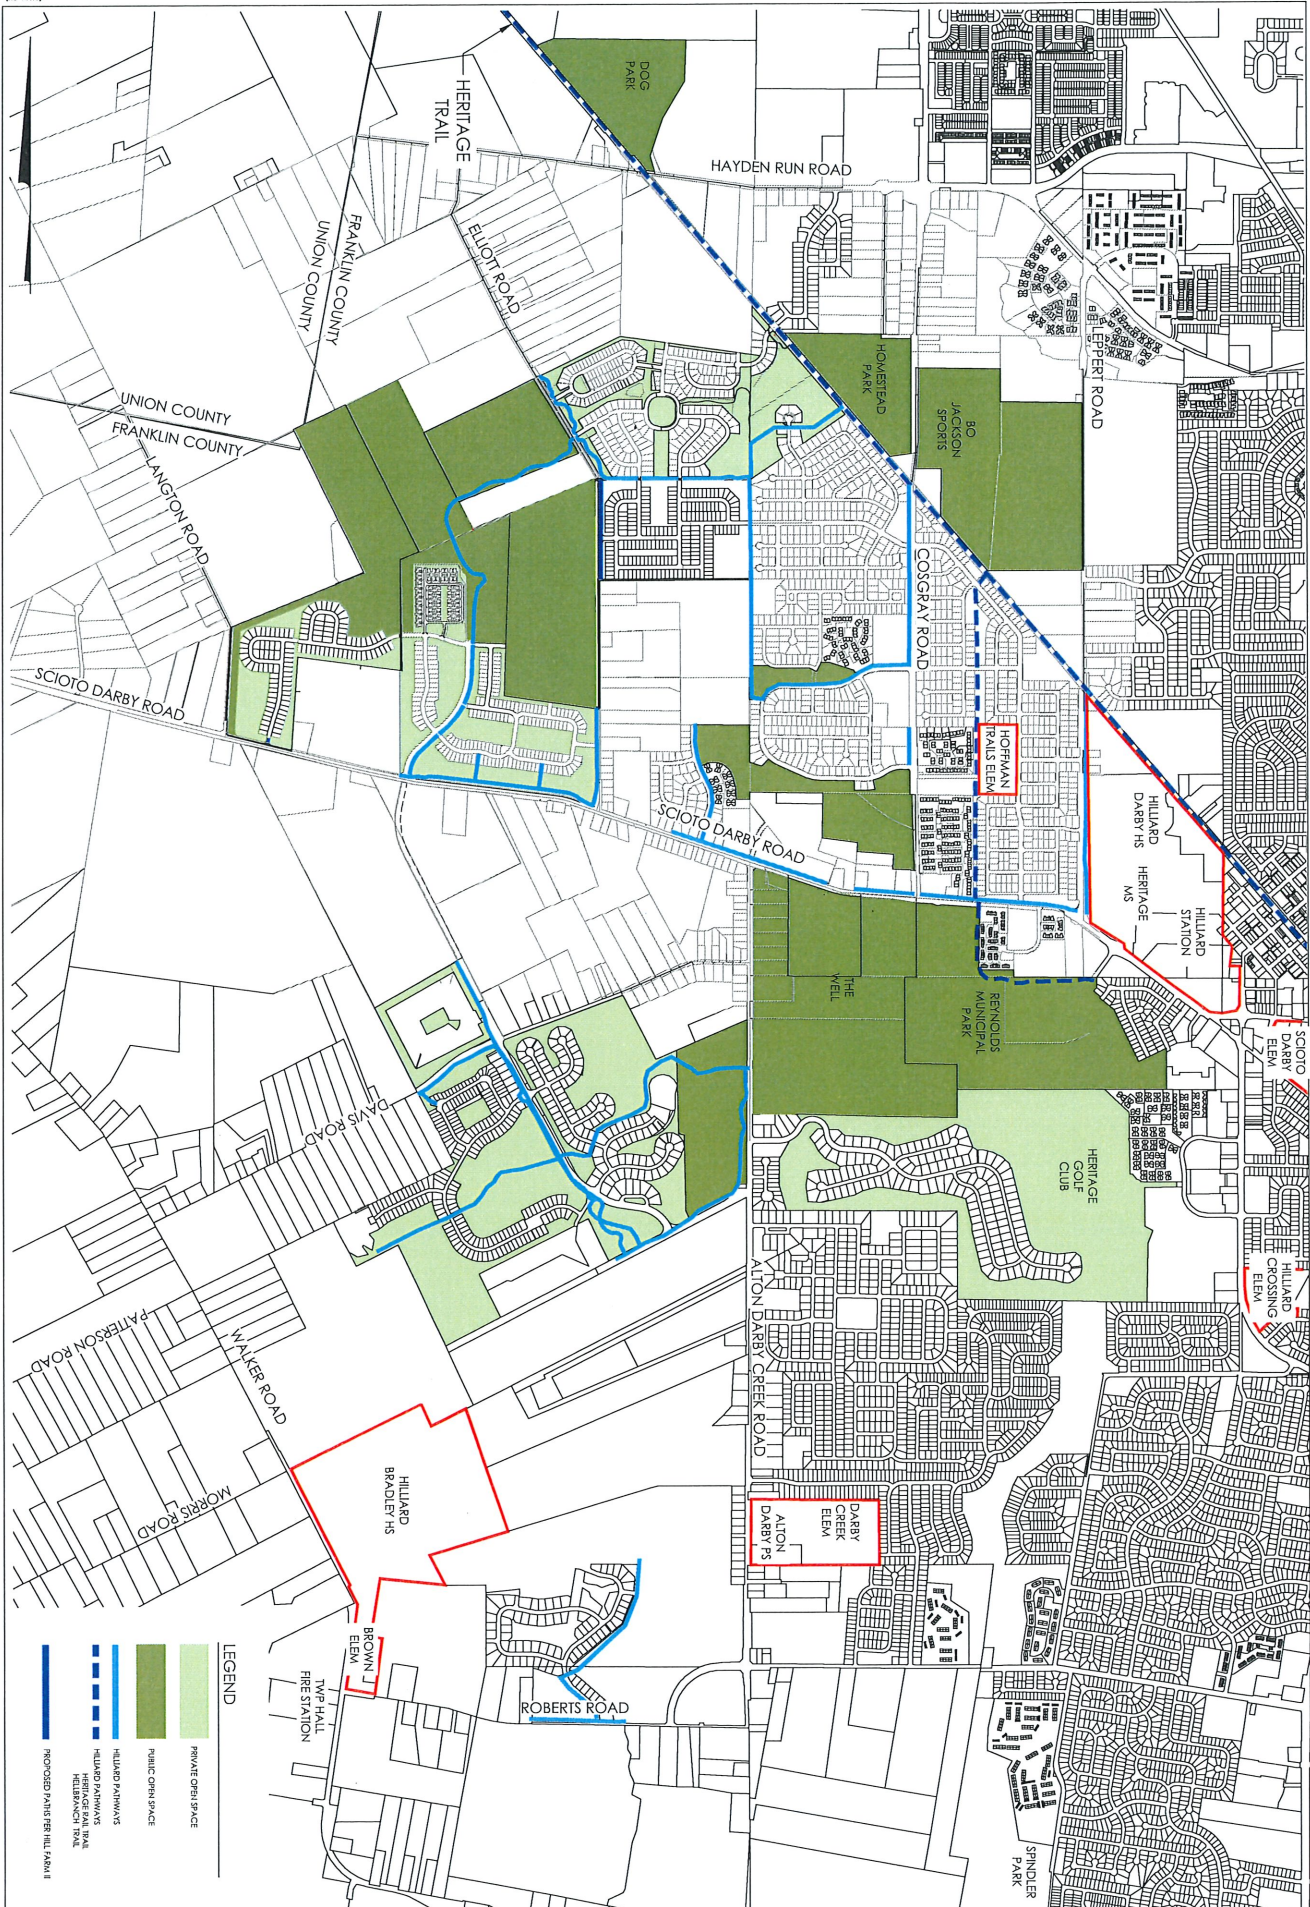 DOG
PARK
HERITAGE
TRAIL
HAYDEN RUN ROAD
ELLIOTT ROAD
FRANKLIN COUNTY
UNION COUNTY
UNION COUNTY
FRANKLIN COUNTY
LANGTON ROAD
SCIOTO DARBY ROAD
HOMESTEAD
PARK
BO
JACKSON
SPORTS
LEPPERT ROAD
COSGRAY ROAD
HOFFMAN
TRAILS ELEM
HILLIARD
DARBY HS
HERITAGE
MS
HILLIARD
STATION
SCIOTO
DARBY
ELEM
SCIOTO DARBY ROAD
THE
WELL
REYNOLDS
MUNICIPAL
PARK
HERITAGE
GOLF
CLUB
HILLIARD
CROSSING
ELEM
DAVIS ROAD
ALTON DARBY CREEK ROAD
PATTERSON ROAD
WALKER ROAD
MORRIS ROAD
HILLIARD
BRADLEY HS
DARBY
CREEK
ELEM
ALTON
DARBY PS
BROWN
ELEM
TWP HALL
FIRE STATION
ROBERTS ROAD
SPINDLER
PARK
LEGEND
PRIVATE OPEN SPACE
PUBLIC OPEN SPACE
HILLIARD PATHWAYS
HILLIARD PATHWAYS
HERITAGE RAIL TRAIL
HELLBRANCH TRAIL
PROPOSED PATHS PER HILL FARM II